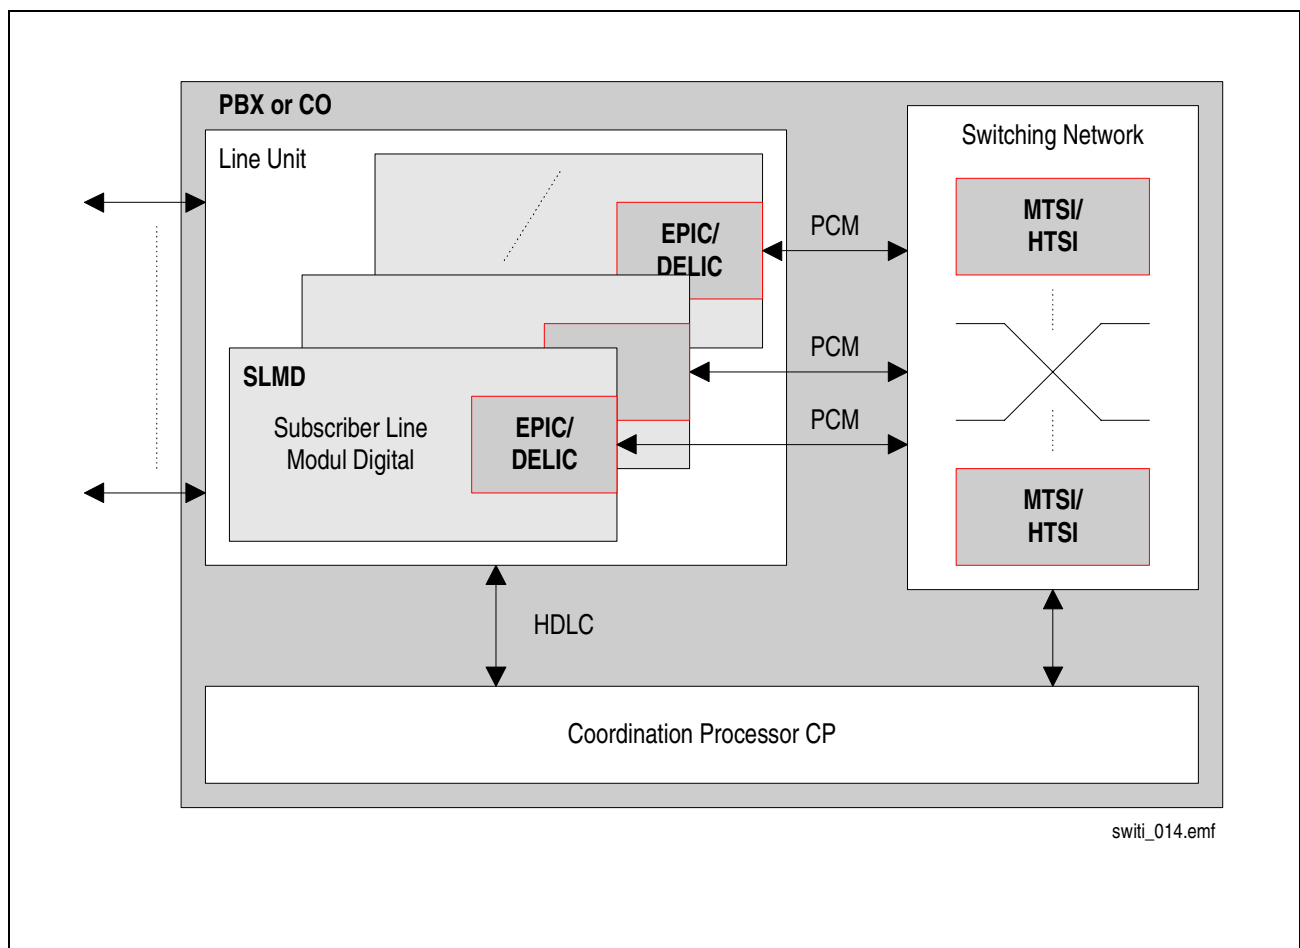 PBX or CO
Line Unit
Switching Network
EPIC/
DELIC
PCM
MTSI/
HTSI
PCM
SLMD
Subscriber Line
Modul Digital
EPIC/
DELIC
PCM
MTSI/
HTSI
HDLC
Coordination Processor CP
switi_014.emf